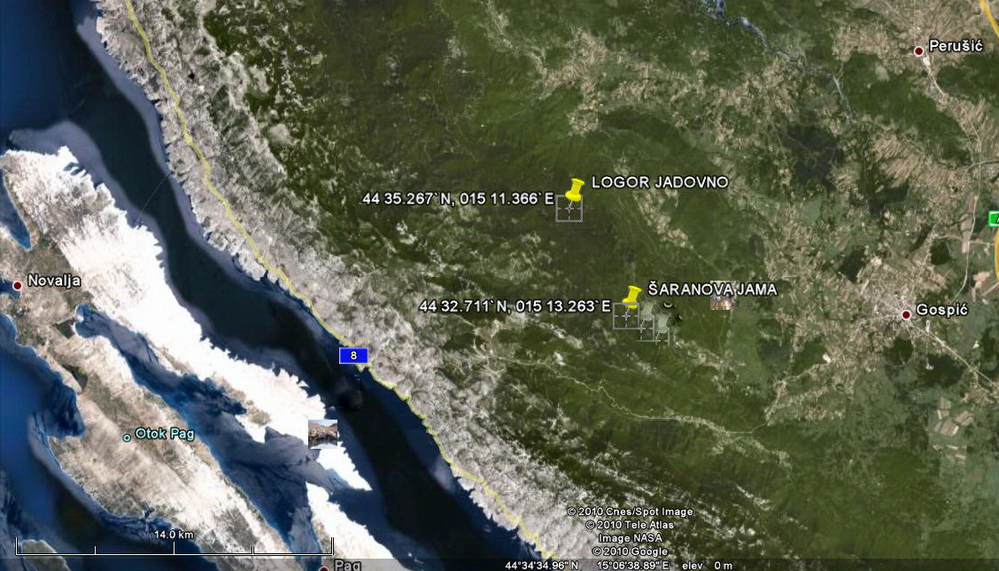 Perušić
LOGOR JADOVNO
44 35.267`N, 015 11.366`E
Novalja
ŠARANOVA JAMA
44 32.711`N, 015 13.263`E
Gospić
8
Otok Pag
© 2010 Cnes/Spot Image
© 2010 Tele Atlas
Image NASA
© 2010 Google
14.0 km
Pag
44°34'34.96" N 15°06'38.89" E elev 0 m